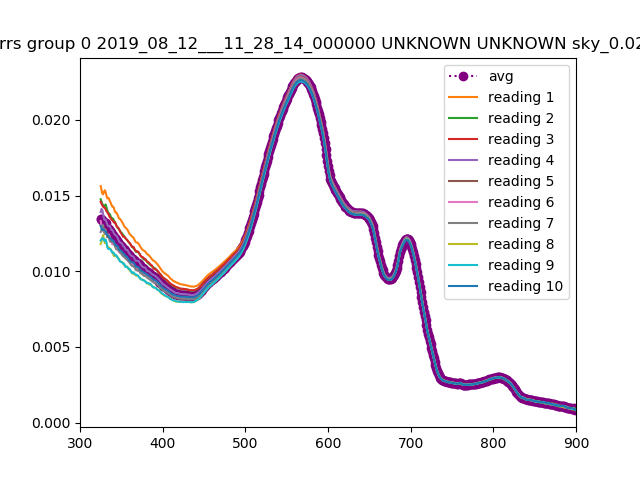 rrs group 0 2019_08_12___11_28_14_000000 UNKNOWN UNKNOWN sky_0.02
avg
reading 1
reading 2
reading 3
reading 4
reading 5
reading 6
reading 7
reading 8
reading 9
reading 10
0.020
0.015
0.010
0.005
0.000
300 400 500 600 700 800 900